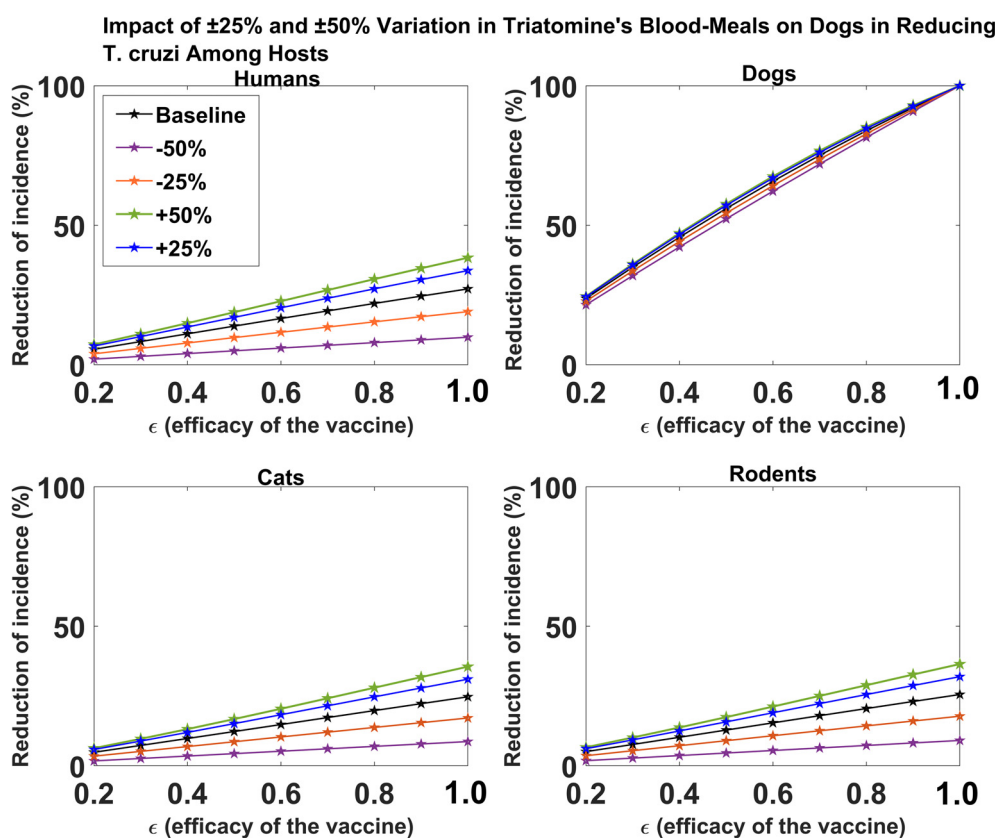 Impact of ±25% and ±50% Variation in Triatomine's Blood-Meals on Dogs in Reducing
T. cruzi Among Hosts
Humans
Reduction of incidence (%)
100
50
0
Baseline
-50%
-25%
+50%
+25%
0.2 0.4 0.6 0.8 1.0
ϵ (efficacy of the vaccine)
Dogs
Reduction of incidence (%)
100
50
0
0.2 0.4 0.6 0.8 1.0
ϵ (efficacy of the vaccine)
Cats
Reduction of incidence (%)
100
50
0
0.2 0.4 0.6 0.8 1.0
ϵ (efficacy of the vaccine)
Rodents
Reduction of incidence (%)
100
50
0
0.2 0.4 0.6 0.8 1.0
ϵ (efficacy of the vaccine)